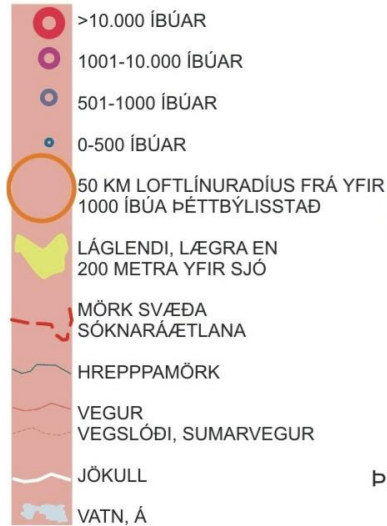 >10.000 ÍBÚAR
1001-10.000 ÍBÚAR
501-1000 ÍBÚAR
0-500 ÍBÚAR
50 KM LOFTLÍNURADÍUS FRÁ YFIR
1000 ÍBÚA ÞÉTTBÝLISSTAÐ
LÁGLENDI, LÆGRA EN
200 METRA YFIR SJÓ
MÖRK SVÆÐA
SÓKNARÁÆTLANA
HREPPPAMÖRK
VEGUR
VEGSLÓÐI, SUMARVEGUR
JÖKULL
Þ
VATN, Á